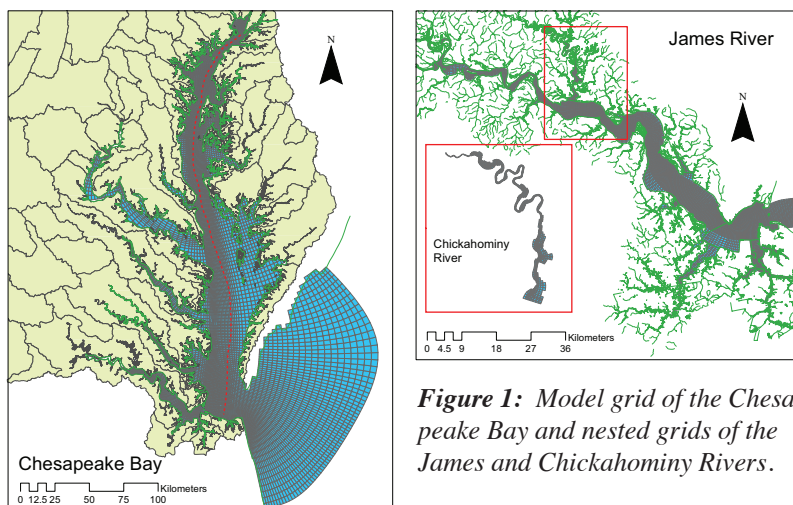 N
Chesapeake Bay
Kilometers
0 12.5 25 50 75 100
James River
N
Chickahominy
River
Kilometers
0 4.5 9 18 27 36
Figure 1: Model grid of the Chesa
peake Bay and nested grids of the
James and Chickahominy Rivers.